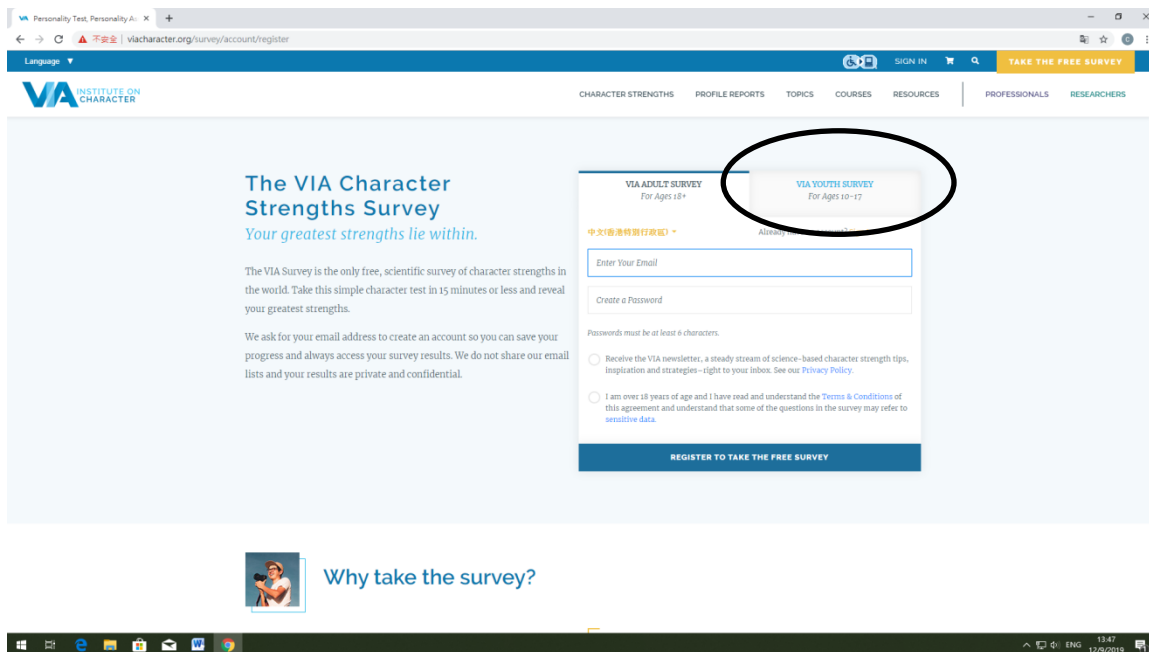 VIA Personality Test, Personality As
不安全 | viacharacter.org/survey/account/register
Language
SIGN IN
TAKE THE FREE SURVEY
VIA INSTITUTE ON
CHARACTER
CHARACTER STRENGTHS PROFILE REPORTS TOPICS COURSES RESOURCES PROFESSIONALS RESEARCHERS
The VIA Character
Strengths Survey
Your greatest strengths lie within.
The VIA Survey is the only free, scientific survey of character strengths in
the world. Take this simple character test in 15 minutes or less and reveal
your greatest strengths.
We ask for your email address to create an account so you can save your
progress and always access your survey results. We do not share our email
lists and your results are private and confidential.
VIA ADULT SURVEY
For Ages 18+
VIA YOUTH SURVEY
For Ages 10-17
中文(香港特別行政區)
Already
Enter Your Email
Create a Password
Passwords must be at least 6 characters.
Receive the VIA newsletter, a steady stream of science-based character strength tips,
inspiration and strategies–right to your inbox. See our Privacy Policy.
I am over 18 years of age and I have read and understand the Terms & Conditions of
this agreement and understand that some of the questions in the survey may refer to
sensitive data.
REGISTER TO TAKE THE FREE SURVEY
Why take the survey?
ENG
13:47
12/9/2019